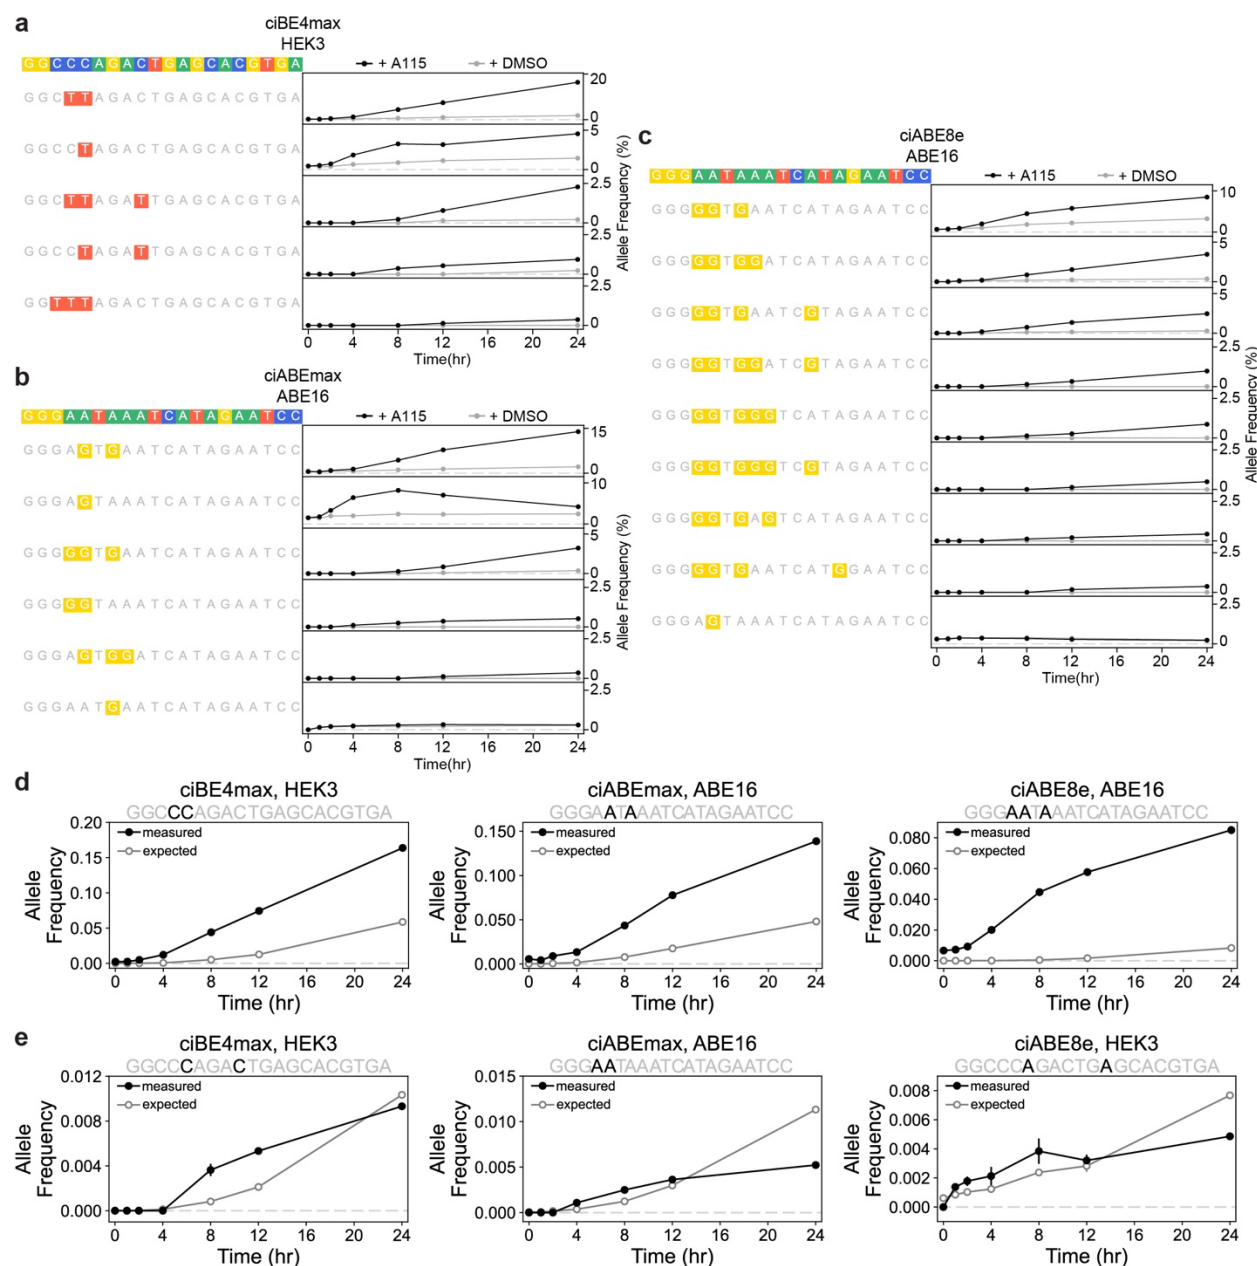 a
ciBE4max
HEK3
GGCCCAGACTGAGCACGTGA
+ A115 + DMSO
GGCTTAGACTGAGCACGTGA
20
0
GGCCTAGACTGAGCACGTGA
5
0
GGCTTAGATTGAGCACGTGA
2.5
0
GGCCTAGATTGAGCACGTGA
2.5
0
GGTTTAGACTGAGCACGTGA
2.5
0
Allele Frequency (%)
0 4 8 12 16 20 24
Time(hr)
b
ciABEmax
ABE16
GGGAATAAATCATAGAATCC
+ A115 + DMSO
GGGAGTGAATCATAGAATCC
15
0
GGGAGTAAATCATAGAATCC
10
0
GGGGGTGAATCATAGAATCC
5
0
GGGGGTAAATCATAGAATCC
2.5
0
GGGAGTGGATCATAGAATCC
2.5
0
GGGAATGAATCATAGAATCC
2.5
0
Allele Frequency (%)
0 4 8 12 16 20 24
Time(hr)
c
ciABE8e
ABE16
GGGAATAAATCATAGAATCC
+ A115 + DMSO
GGGGGTGAATCATAGAATCC
10
0
GGGGGTGGATCATAGAATCC
5
0
GGGGGTGAATCGTAGAATCC
5
0
GGGGGTGGATCGTAGAATCC
2.5
0
GGGGGTGGGTCATAGAATCC
2.5
0
GGGGGTGGGTCGTAGAATCC
2.5
0
GGGGGTGAGTCATAGAATCC
2.5
0
GGGGGTGAATCATGGAATCC
2.5
0
GGGAGTAAATCATAGAATCC
2.5
0
Allele Frequency (%)
0 4 8 12 16 20 24
Time(hr)
d
ciBE4max, HEK3
GGCCCAGACTGAGCACGTGA
measured
expected
0.20
0.15
0.10
0.05
0.00
Allele
Frequency
0 4 8 12 16 20 24
Time (hr)
ciABEmax, ABE16
GGGAATAAATCATAGAATCC
measured
expected
0.150
0.100
0.050
0.000
Allele
Frequency
0 4 8 12 16 20 24
Time (hr)
ciABE8e, ABE16
GGGAATAAATCATAGAATCC
measured
expected
0.080
0.060
0.040
0.020
0.000
Allele
Frequency
0 4 8 12 16 20 24
Time (hr)
e
ciBE4max, HEK3
GGCCCAGACTGAGCACGTGA
measured
expected
0.012
0.008
0.004
0.000
Allele
Frequency
0 4 8 12 16 20 24
Time (hr)
ciABEmax, ABE16
GGGAATAAATCATAGAATCC
measured
expected
0.015
0.010
0.005
0.000
Allele
Frequency
0 4 8 12 16 20 24
Time (hr)
ciABE8e, HEK3
GGCCCAGACTGAGCACGTGA
measured
expected
0.008
0.006
0.004
0.002
0.000
Allele
Frequency
0 4 8 12 16 20 24
Time (hr)